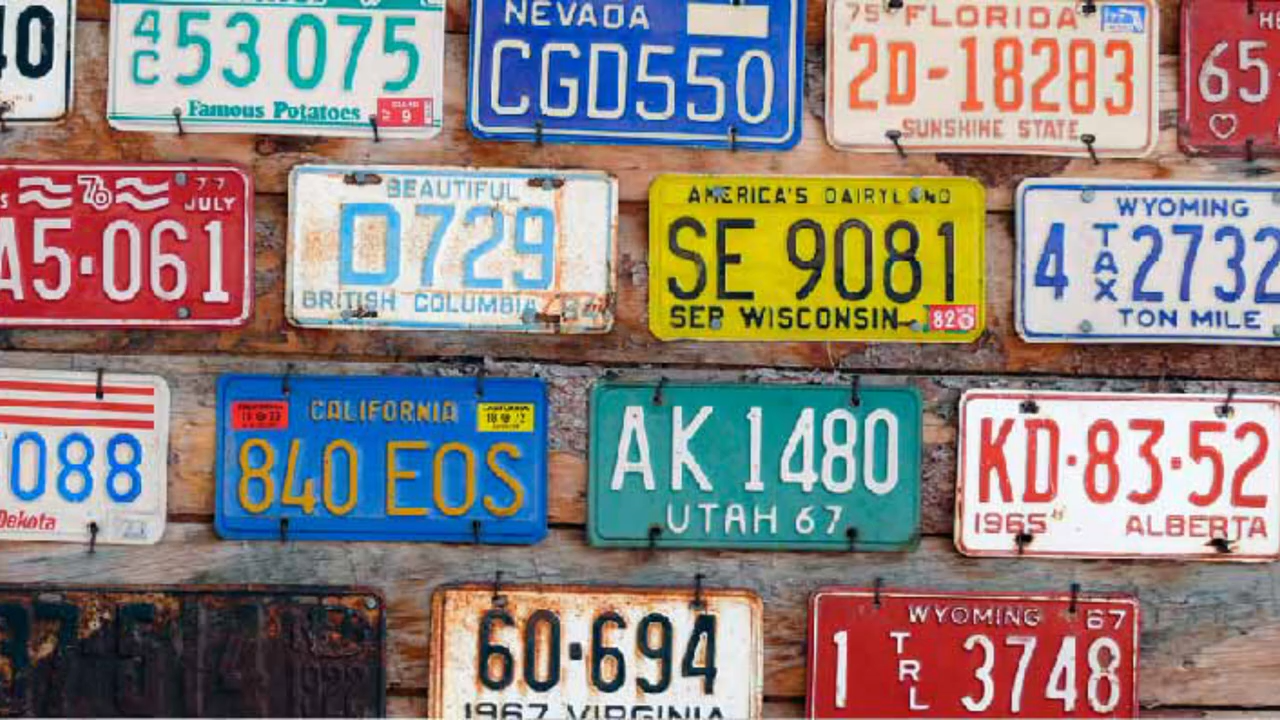 40
4C 53 075
Famous Potatoes
9
NEVADA
CGD550
75 FLORIDA
2D-18283
SUNSHINE STATE
65
76 77
JULY
A5·061
BEAUTIFUL
D729
BRITISH COLUMBIA
AMERICA'S DAIRYLAND
SE 9081
SEP WISCONSIN
82
WYOMING
4 TAX 2732
TON MILE
088
Dakota
CALIFORNIA
840 EOS
AK 1480
UTAH 67
KD·83·52
1965 ALBERTA
60·694
1967 VIRGINIA
WYOMING 67
1 TRL 3748